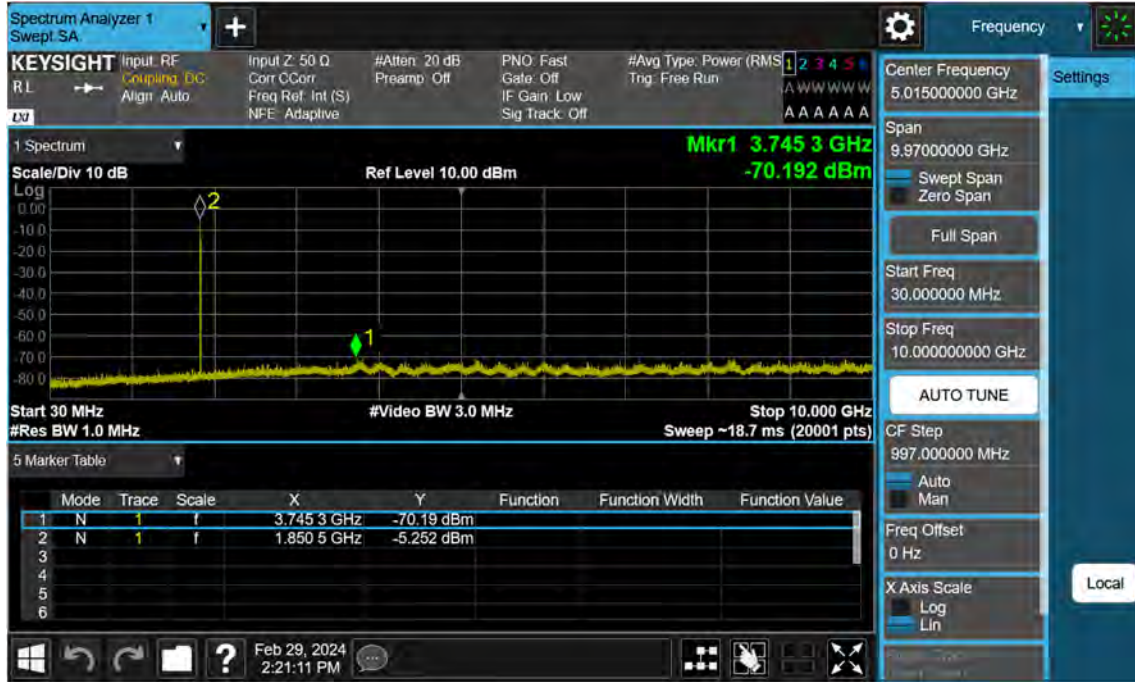 Spectrum Analyzer 1
Swept SA
Frequency
KEYSIGHT
RL
LXI
Input: RF
Coupling: DC
Align: Auto
Input Z: 50 Ω
Corr CCorr
Freq Ref: Int (S)
NFE: Adaptive
#Atten: 20 dB
Preamp: Off
PNO: Fast
Gate: Off
IF Gain: Low
Sig Track: Off
#Avg Type: Power (RMS
Trig: Free Run
1 2 3 4 5 6
A W W W W W
A A A A A A
1 Spectrum
Scale/Div 10 dB
Ref Level 10.00 dBm
Mkr1 3.745 3 GHz
-70.192 dBm
Log
0.00
-10.0
-20.0
-30.0
-40.0
-50.0
-60.0
-70.0
-80.0
2
1
Start 30 MHz
#Res BW 1.0 MHz
#Video BW 3.0 MHz
Stop 10.000 GHz
Sweep ~18.7 ms (20001 pts)
5 Marker Table
Mode Trace Scale X Y Function Function Width Function Value
1 N 1 f 3.745 3 GHz -70.19 dBm
2 N 1 f 1.850 5 GHz -5.252 dBm
3
4
5
6
?
Feb 29, 2024
2:21:11 PM
Center Frequency
5.015000000 GHz
Settings
Span
9.97000000 GHz
Swept Span
Zero Span
Full Span
Start Freq
30.000000 MHz
Stop Freq
10.000000000 GHz
AUTO TUNE
CF Step
997.000000 MHz
Auto
Man
Freq Offset
0 Hz
X Axis Scale
Log
Lin
Local